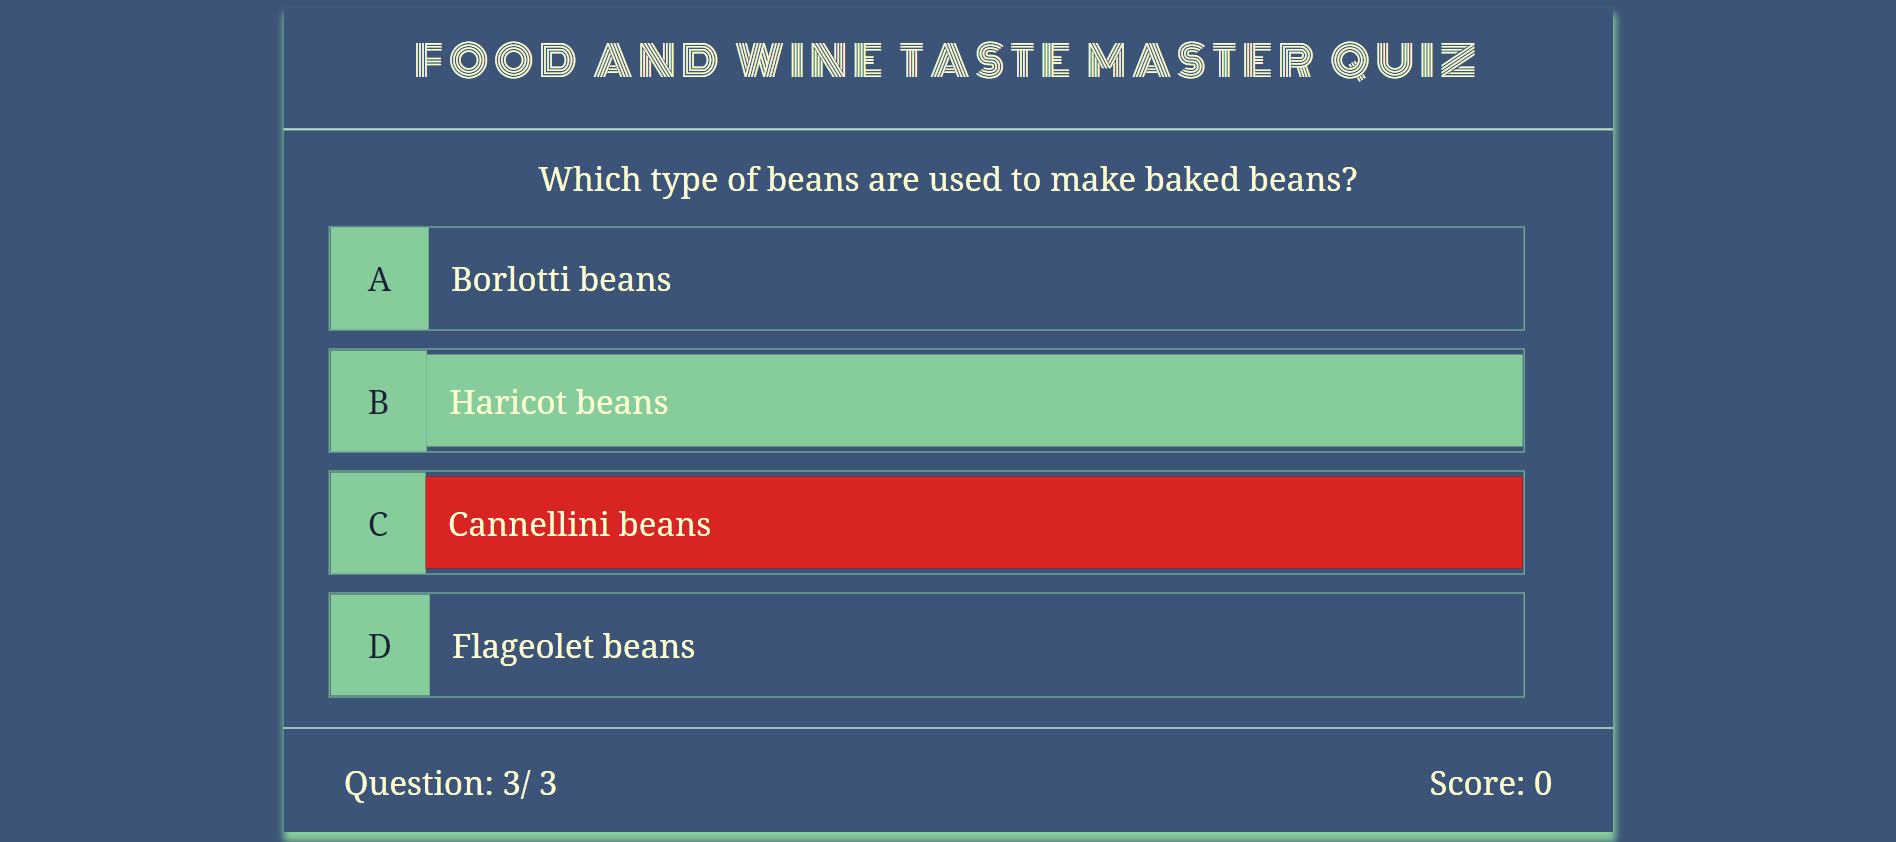 FOOD AND WINE TASTE MASTER QUIZ
Which type of beans are used to make baked beans?
A Borlotti beans
B Haricot beans
C Cannellini beans
D Flageolet beans
Question: 3/ 3 Score: 0